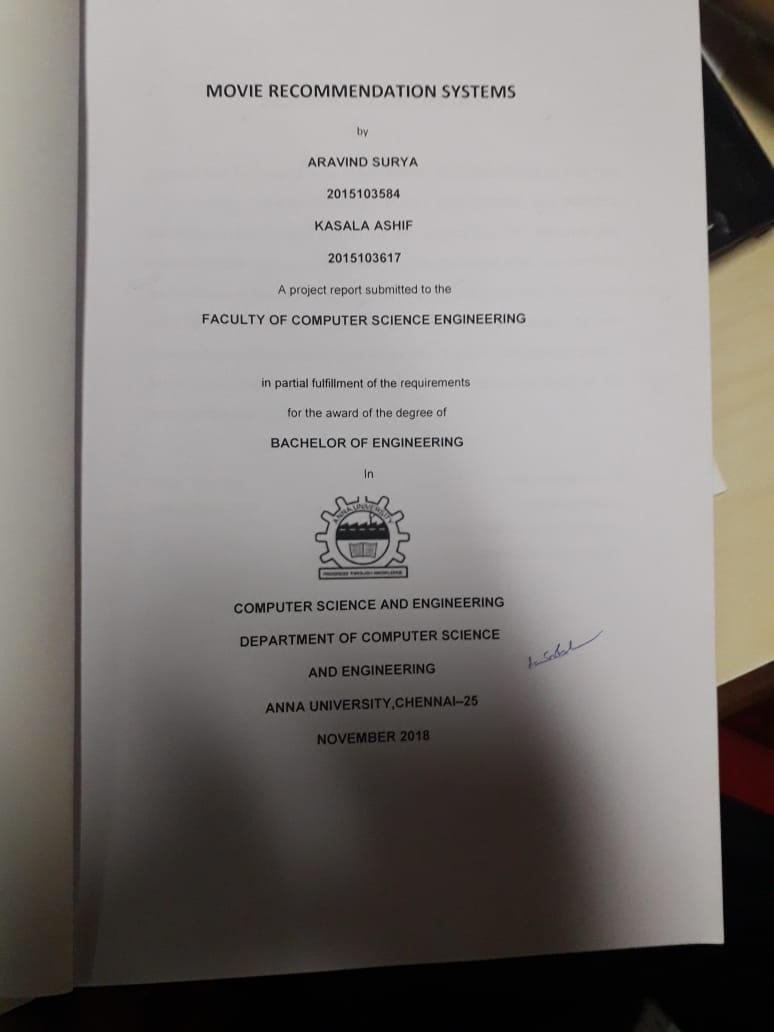 MOVIE RECOMMENDATION SYSTEMS
by
ARAVIND SURYA
2015103584
KASALA ASHIF
2015103617
A project report submitted to the
FACULTY OF COMPUTER SCIENCE ENGINEERING
in partial fulfillment of the requirements
for the award of the degree of
BACHELOR OF ENGINEERING
In
ANNA UNIVERSITY
PROGRESS THROUGH KNOWLEDGE
COMPUTER SCIENCE AND ENGINEERING
DEPARTMENT OF COMPUTER SCIENCE
AND ENGINEERING
ANNA UNIVERSITY,CHENNAI–25
NOVEMBER 2018